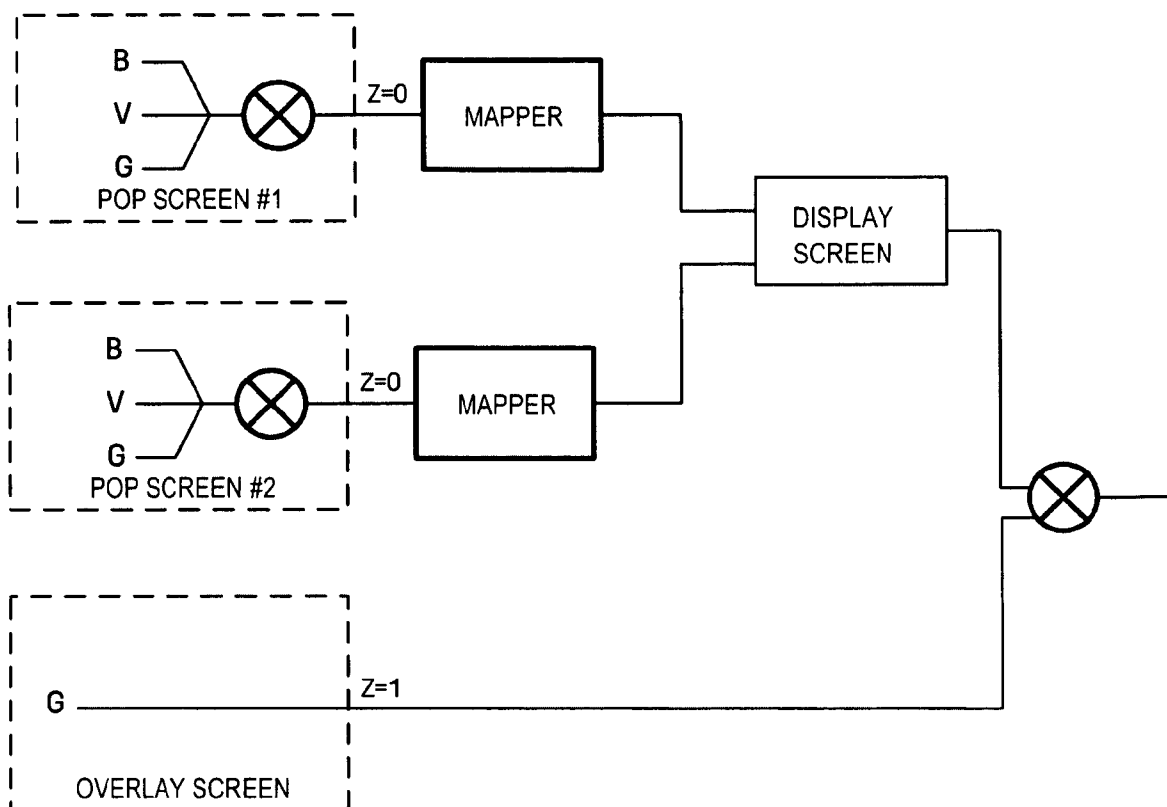 B
V
G
POP SCREEN #1
Z=0
MAPPER
DISPLAY
SCREEN
B
V
G
POP SCREEN #2
Z=0
MAPPER
G
Z=1
OVERLAY SCREEN